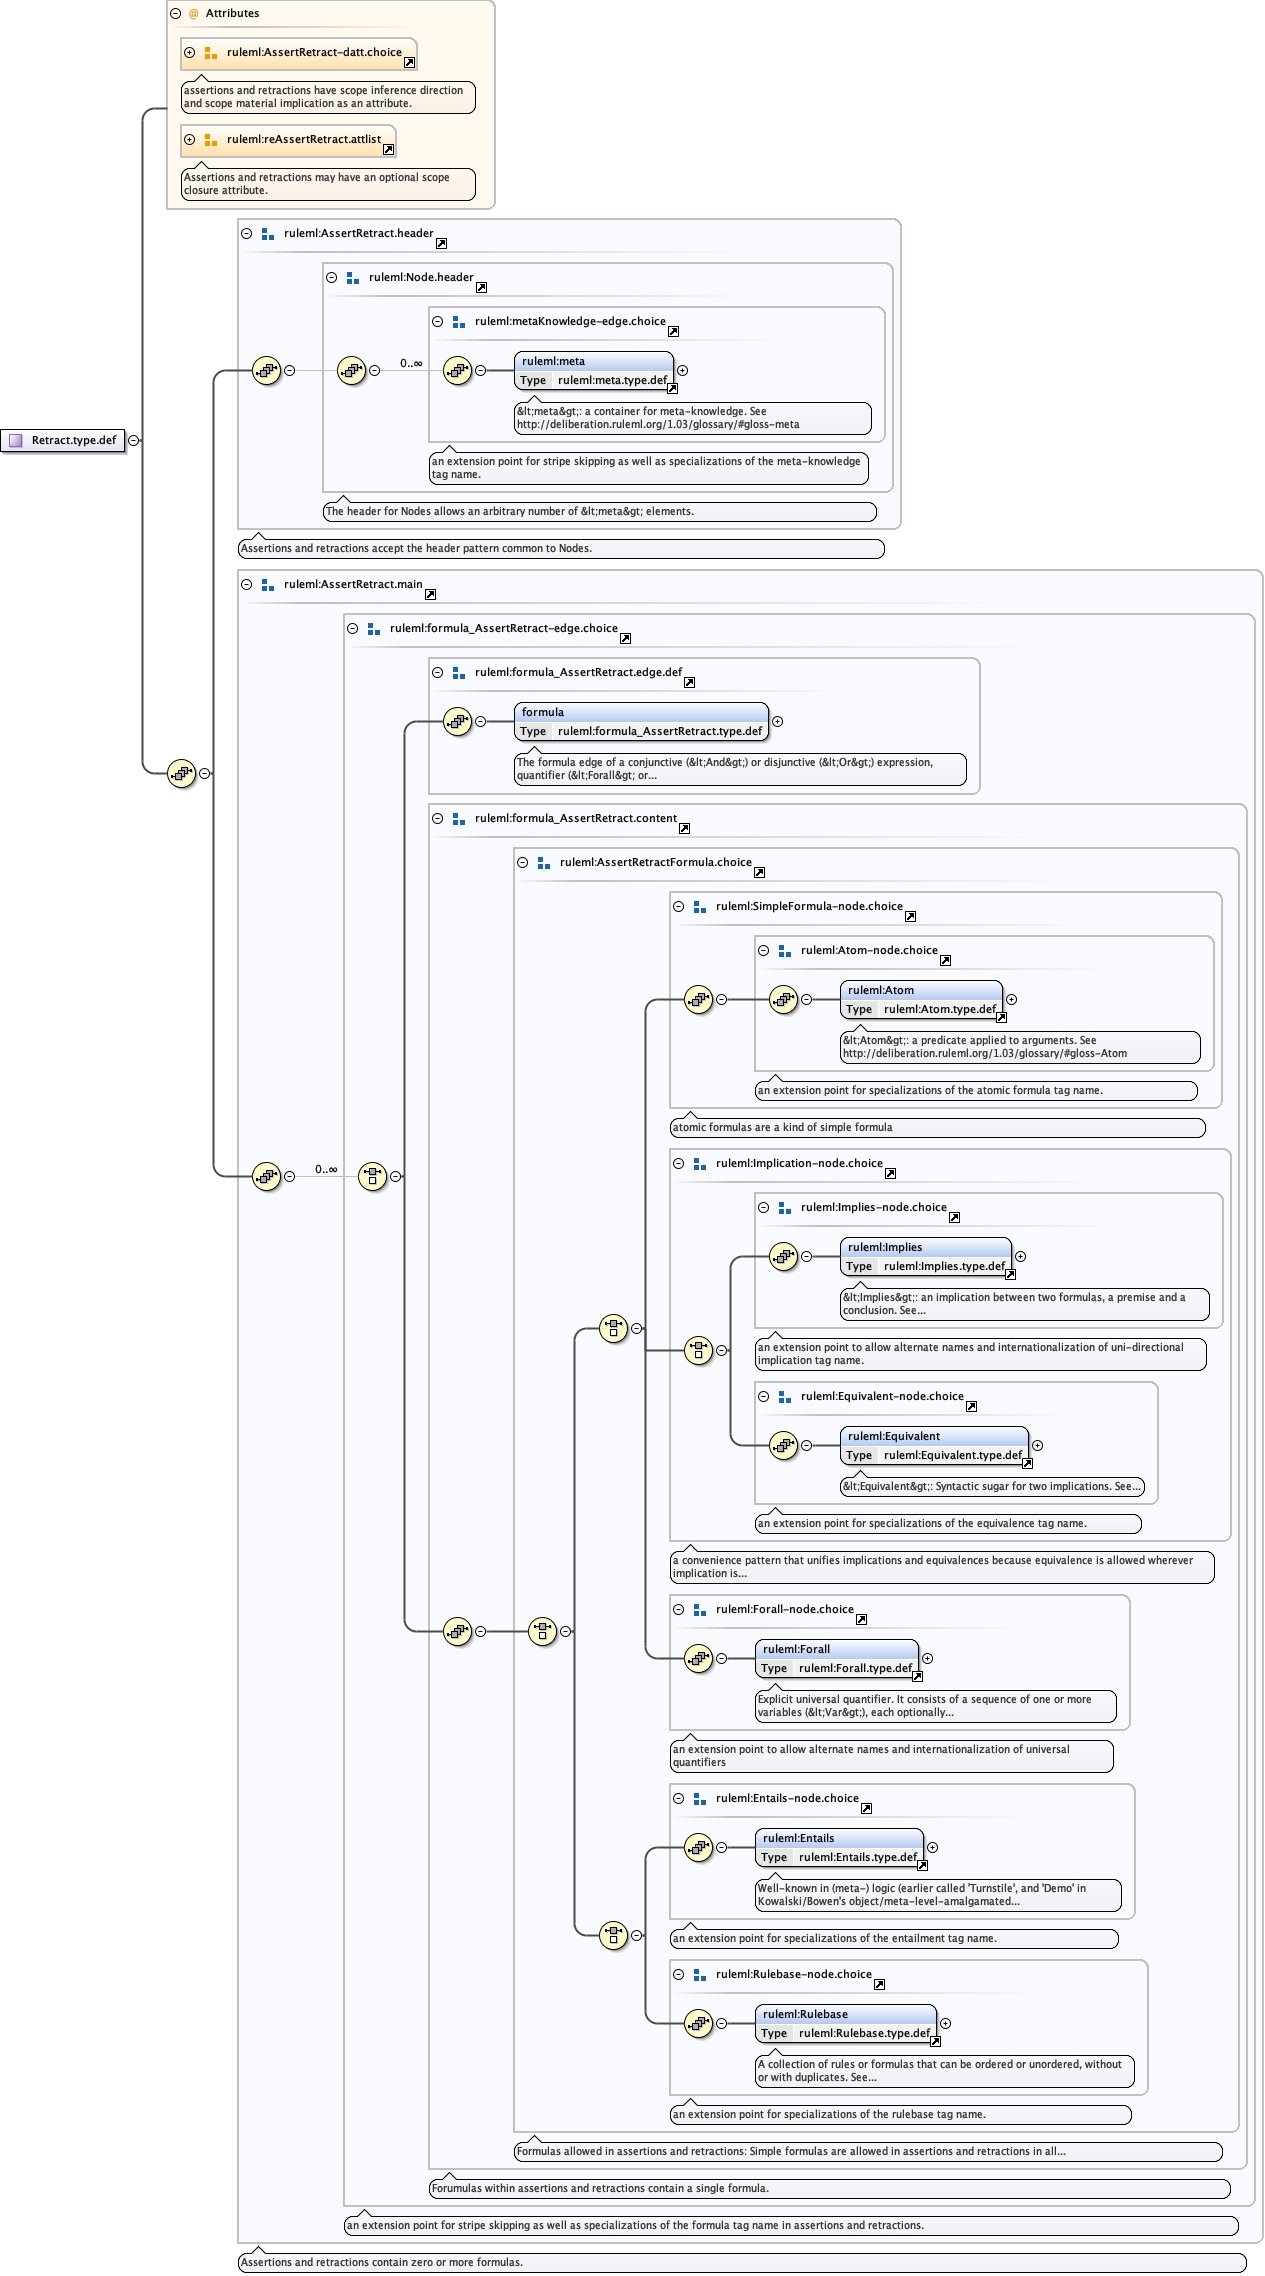 Attributes
ruleml:AssertRetract-datt.choice
assertions and retractions have scope inference direction
and scope material implication as an attribute.
ruleml:reAssertRetract.attlist
Assertions and retractions may have an optional scope
closure attribute.
ruleml:AssertRetract.header
ruleml:Node.header
ruleml:metaKnowledge-edge.choice
0..∞
ruleml:meta
Type ruleml:meta.type.def
&lt;meta&gt;: a container for meta-knowledge. See
http://deliberation.ruleml.org/1.03/glossary/#gloss-meta
Retract.type.def
an extension point for stripe skipping as well as specializations of the meta-knowledge
tag name.
The header for Nodes allows an arbitrary number of &lt;meta&gt; elements.
Assertions and retractions accept the header pattern common to Nodes.
ruleml:AssertRetract.main
ruleml:formula_AssertRetract-edge.choice
ruleml:formula_AssertRetract.edge.def
formula
Type ruleml:formula_AssertRetract.type.def
The formula edge of a conjunctive (&lt;And&gt;) or disjunctive (&lt;Or&gt;) expression,
quantifier (&lt;Forall&gt; or...
ruleml:formula_AssertRetract.content
ruleml:AssertRetractFormula.choice
ruleml:SimpleFormula-node.choice
ruleml:Atom-node.choice
ruleml:Atom
Type ruleml:Atom.type.def
&lt;Atom&gt;: a predicate applied to arguments. See
http://deliberation.ruleml.org/1.03/glossary/#gloss-Atom
an extension point for specializations of the atomic formula tag name.
atomic formulas are a kind of simple formula
0..∞
ruleml:Implication-node.choice
ruleml:Implies-node.choice
ruleml:Implies
Type ruleml:Implies.type.def
&lt;Implies&gt;: an implication between two formulas, a premise and a
conclusion. See...
an extension point to allow alternate names and internationalization of uni-directional
implication tag name.
ruleml:Equivalent-node.choice
ruleml:Equivalent
Type ruleml:Equivalent.type.def
&lt;Equivalent&gt;: Syntactic sugar for two implications. See...
an extension point for specializations of the equivalence tag name.
a convenience pattern that unifies implications and equivalences because equivalence is allowed wherever
implication is...
ruleml:Forall-node.choice
ruleml:Forall
Type ruleml:Forall.type.def
Explicit universal quantifier. It consists of a sequence of one or more
variables (&lt;Var&gt;), each optionally...
an extension point to allow alternate names and internationalization of universal
quantifiers
ruleml:Entails-node.choice
ruleml:Entails
Type ruleml:Entails.type.def
Well-known in (meta-) logic (earlier called 'Turnstile', and 'Demo' in
Kowalski/Bowen's object/meta-level-amalgamated...
an extension point for specializations of the entailment tag name.
ruleml:Rulebase-node.choice
ruleml:Rulebase
Type ruleml:Rulebase.type.def
A collection of rules or formulas that can be ordered or unordered, without
or with duplicates. See...
an extension point for specializations of the rulebase tag name.
Formulas allowed in assertions and retractions: Simple formulas are allowed in assertions and retractions in all...
Forumulas within assertions and retractions contain a single formula.
an extension point for stripe skipping as well as specializations of the formula tag name in assertions and retractions.
Assertions and retractions contain zero or more formulas.